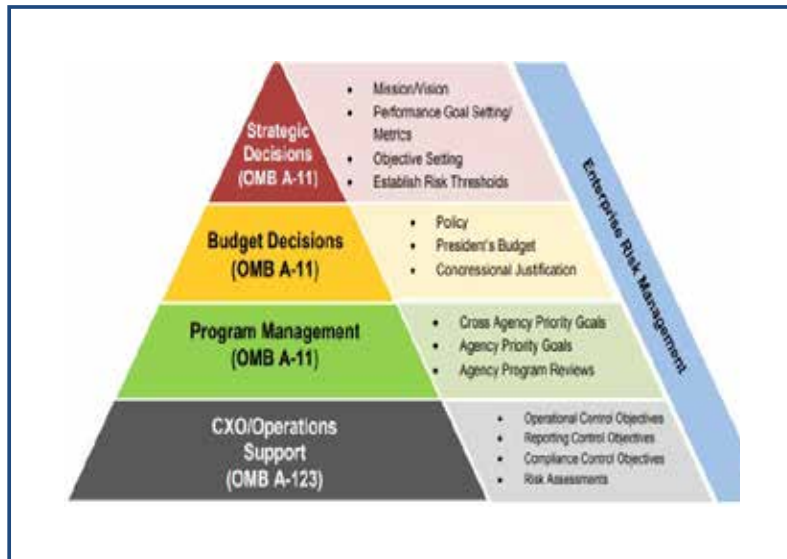 Strategic
Decisions
(OMB A-11)
• Mission/Vision
• Performance Goal Setting/
Metrics
• Objective Setting
• Establish Risk Thresholds
Budget Decisions
(OMB A-11)
• Policy
• President's Budget
• Congressional Justification
Program Management
(OMB A-11)
• Cross Agency Priority Goals
• Agency Priority Goals
• Agency Program Reviews
CXO/Operations
Support
(OMB A-123)
• Operational Control Objectives
• Reporting Control Objectives
• Compliance Control Objectives
• Risk Assessments
Enterprise Risk Management